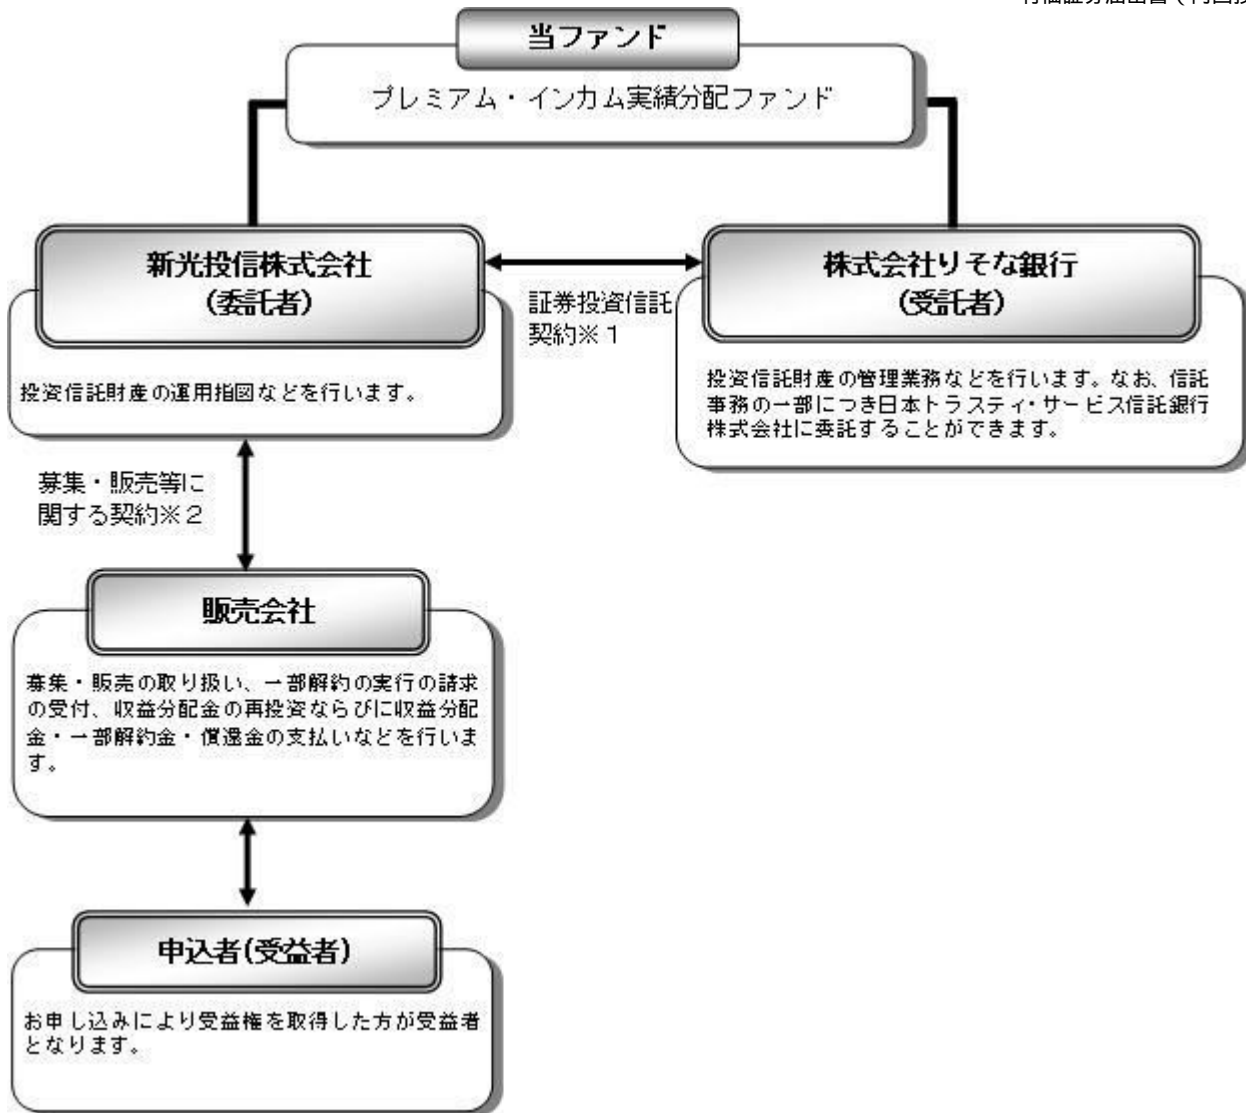 当ファンド
プレミアム・インカム実績分配ファンド
新光投信株式会社
(委託者)
投資信託財産の運用指図などを行います。
証券投資信託
契約※1
株式会社りそな銀行
(受託者)
投資信託財産の管理業務などを行います。なお、信託
事務の一部につき日本トラスティ・サービス信託銀行
株式会社に委託することができます。
募集・販売等に
関する契約※2
販売会社
募集・販売の取り扱い、一部解約の実行の請求
の受付、収益分配金の再投資ならびに収益分配
金・一部解約金・償還金の支払いなどを行いま
す。
申込者(受益者)
お申し込みにより受益権を取得した方が受益者
となります。